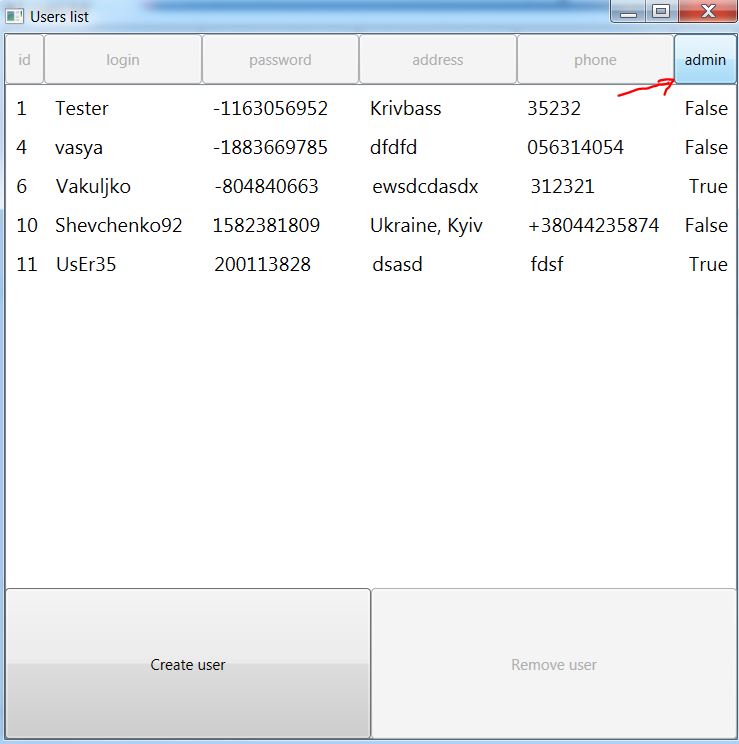 Users list
id login password address phone admin
1 Tester -1163056952 Krivbass 35232 False
4 vasya -1883669785 dfdfd 056314054 False
6 Vakuljko -804840663 ewsdcdasdx 312321 True
10 Shevchenko92 1582381809 Ukraine, Kyiv +38044235874 False
11 UsEr35 200113828 dsasd fdsf True
Create user Remove user